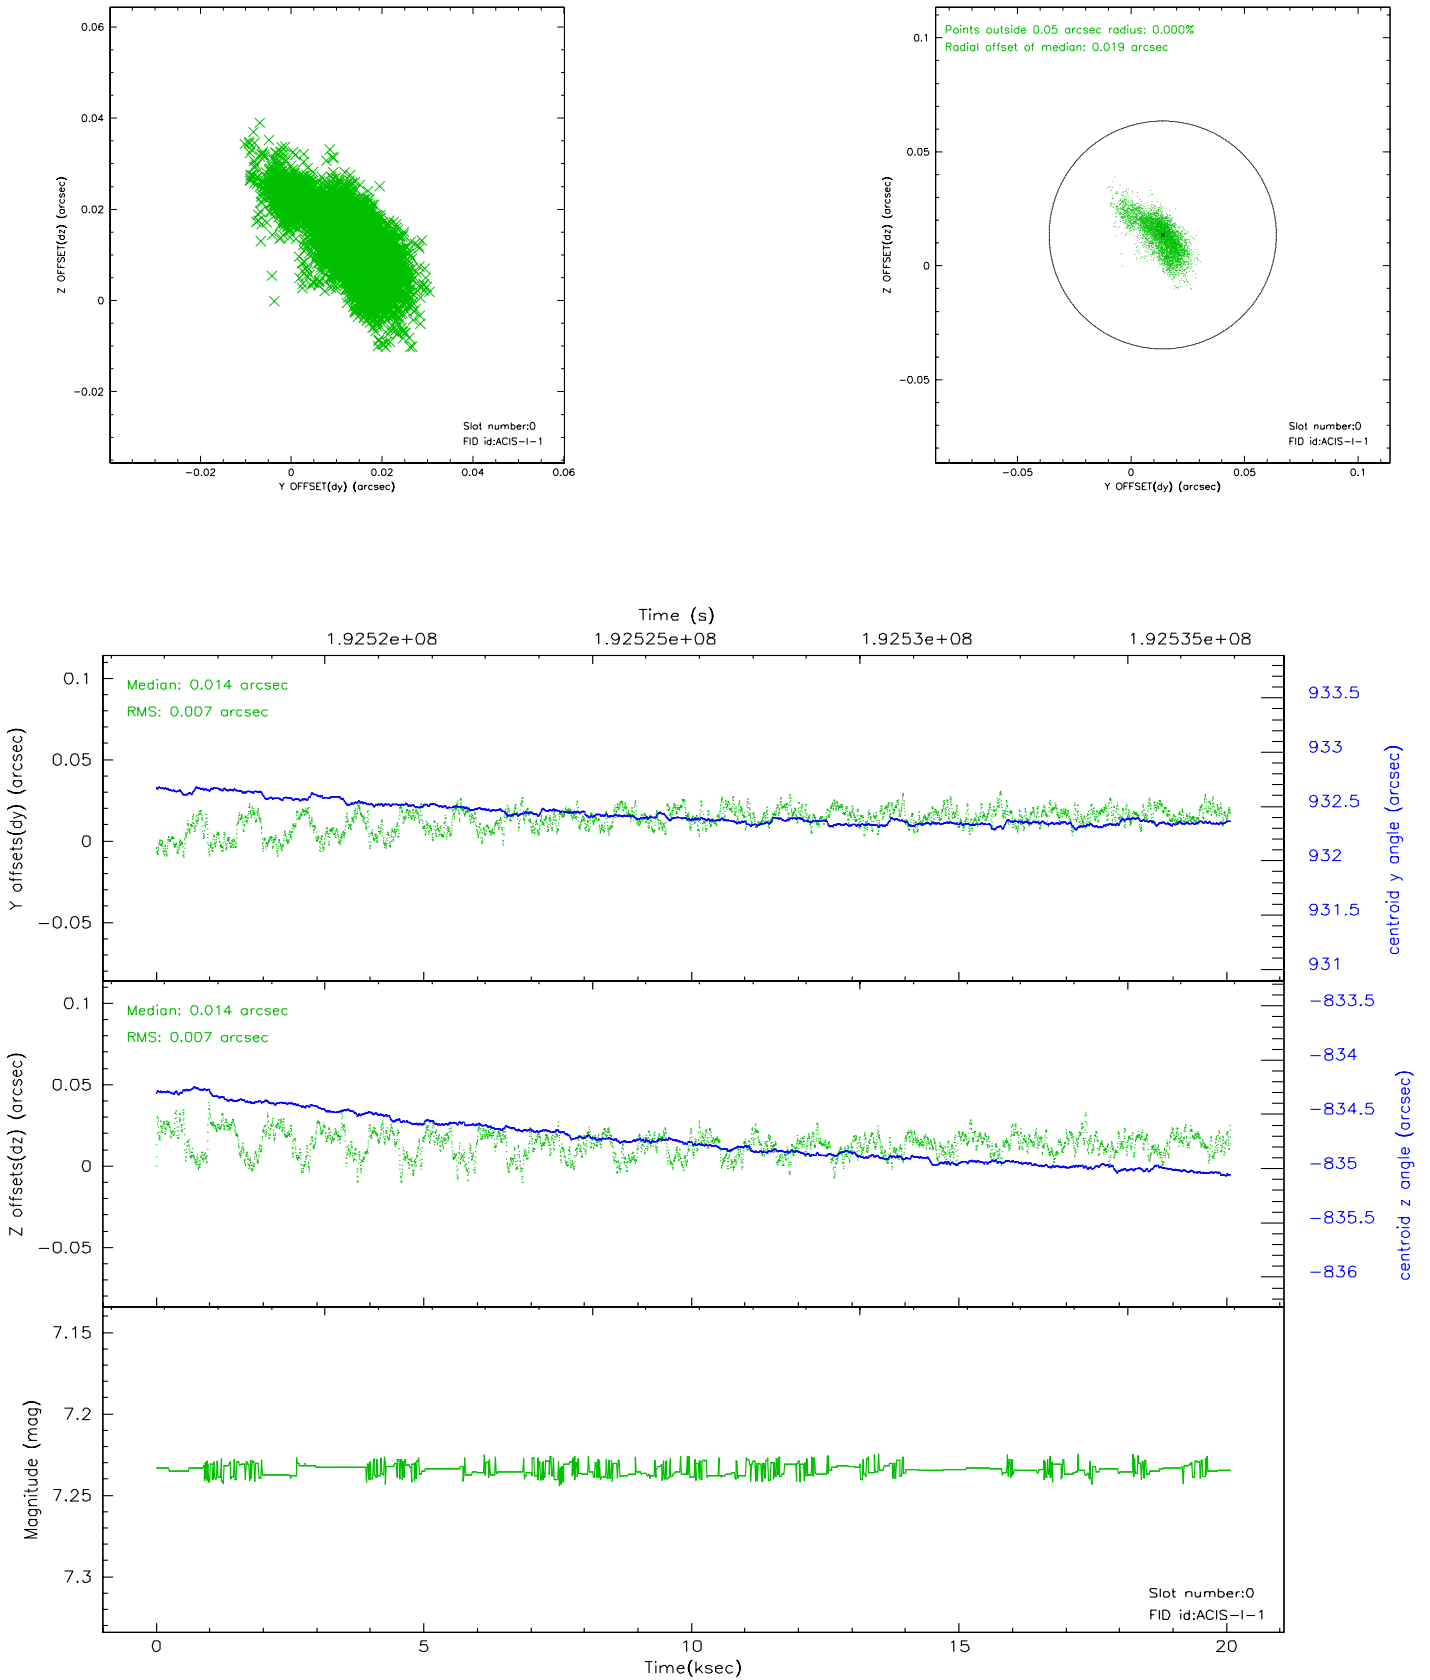 0.06
0.04
0.02
0
−0.02
Z OFFSET(dz) (arcsec)
Slot number:0
FID id:ACIS−I−1
−0.02 0 0.02 0.04 0.06
Y OFFSET(dy) (arcsec)
Points outside 0.05 arcsec radius: 0.000%
Radial offset of median: 0.019 arcsec
0.1
0.05
0
−0.05
Z OFFSET(dz) (arcsec)
Slot number:0
FID id:ACIS−I−1
−0.05 0 0.05 0.1
Y OFFSET(dy) (arcsec)
Time (s)
1.9252e+08 1.92525e+08 1.9253e+08 1.92535e+08
Median: 0.014 arcsec
RMS: 0.007 arcsec
0.1
0.05
0
−0.05
Y offsets(dy) (arcsec)
933.5
933
932.5
932
931.5
931
centroid y angle (arcsec)
Median: 0.014 arcsec
RMS: 0.007 arcsec
0.1
0.05
0
−0.05
Z offsets(dz) (arcsec)
−833.5
−834
−834.5
−835
−835.5
−836
centroid z angle (arcsec)
7.15
7.2
7.25
7.3
Magnitude (mag)
Slot number:0
FID id:ACIS−I−1
0 5 10 15 20
Time(ksec)